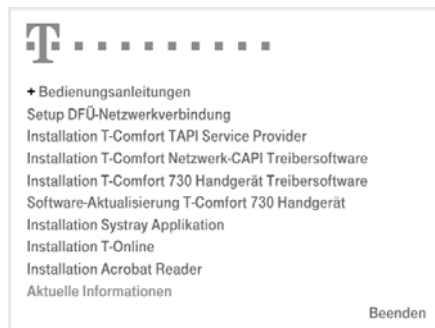 T
+ Bedienungsanleitungen
Setup DFÜ-Netzwerkverbindung
Installation T-Comfort TAPI Service Provider
Installation T-Comfort Netzwerk-CAPI Treibersoftware
Installation T-Comfort 730 Handgerät Treibersoftware
Software-Aktualisierung T-Comfort 730 Handgerät
Installation Systray Applikation
Installation T-Online
Installation Acrobat Reader
Aktuelle Informationen
Beenden